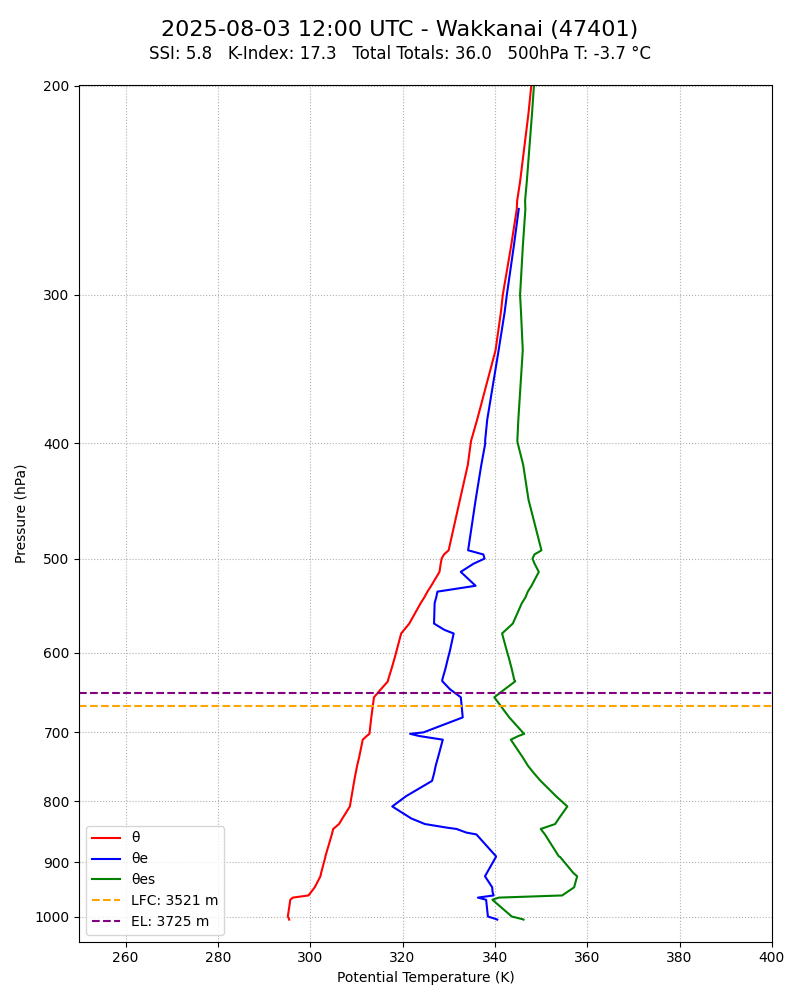 2025-08-03 12:00 UTC - Wakkanai (47401)
SSI: 5.8   K-Index: 17.3   Total Totals: 36.0   500hPa T: -3.7 °C
200
300
400
500
600
700
800
900
1000
Pressure (hPa)
θ
θe
θes
LFC: 3521 m
EL: 3725 m
260 280 300 320 340 360 380 400
Potential Temperature (K)